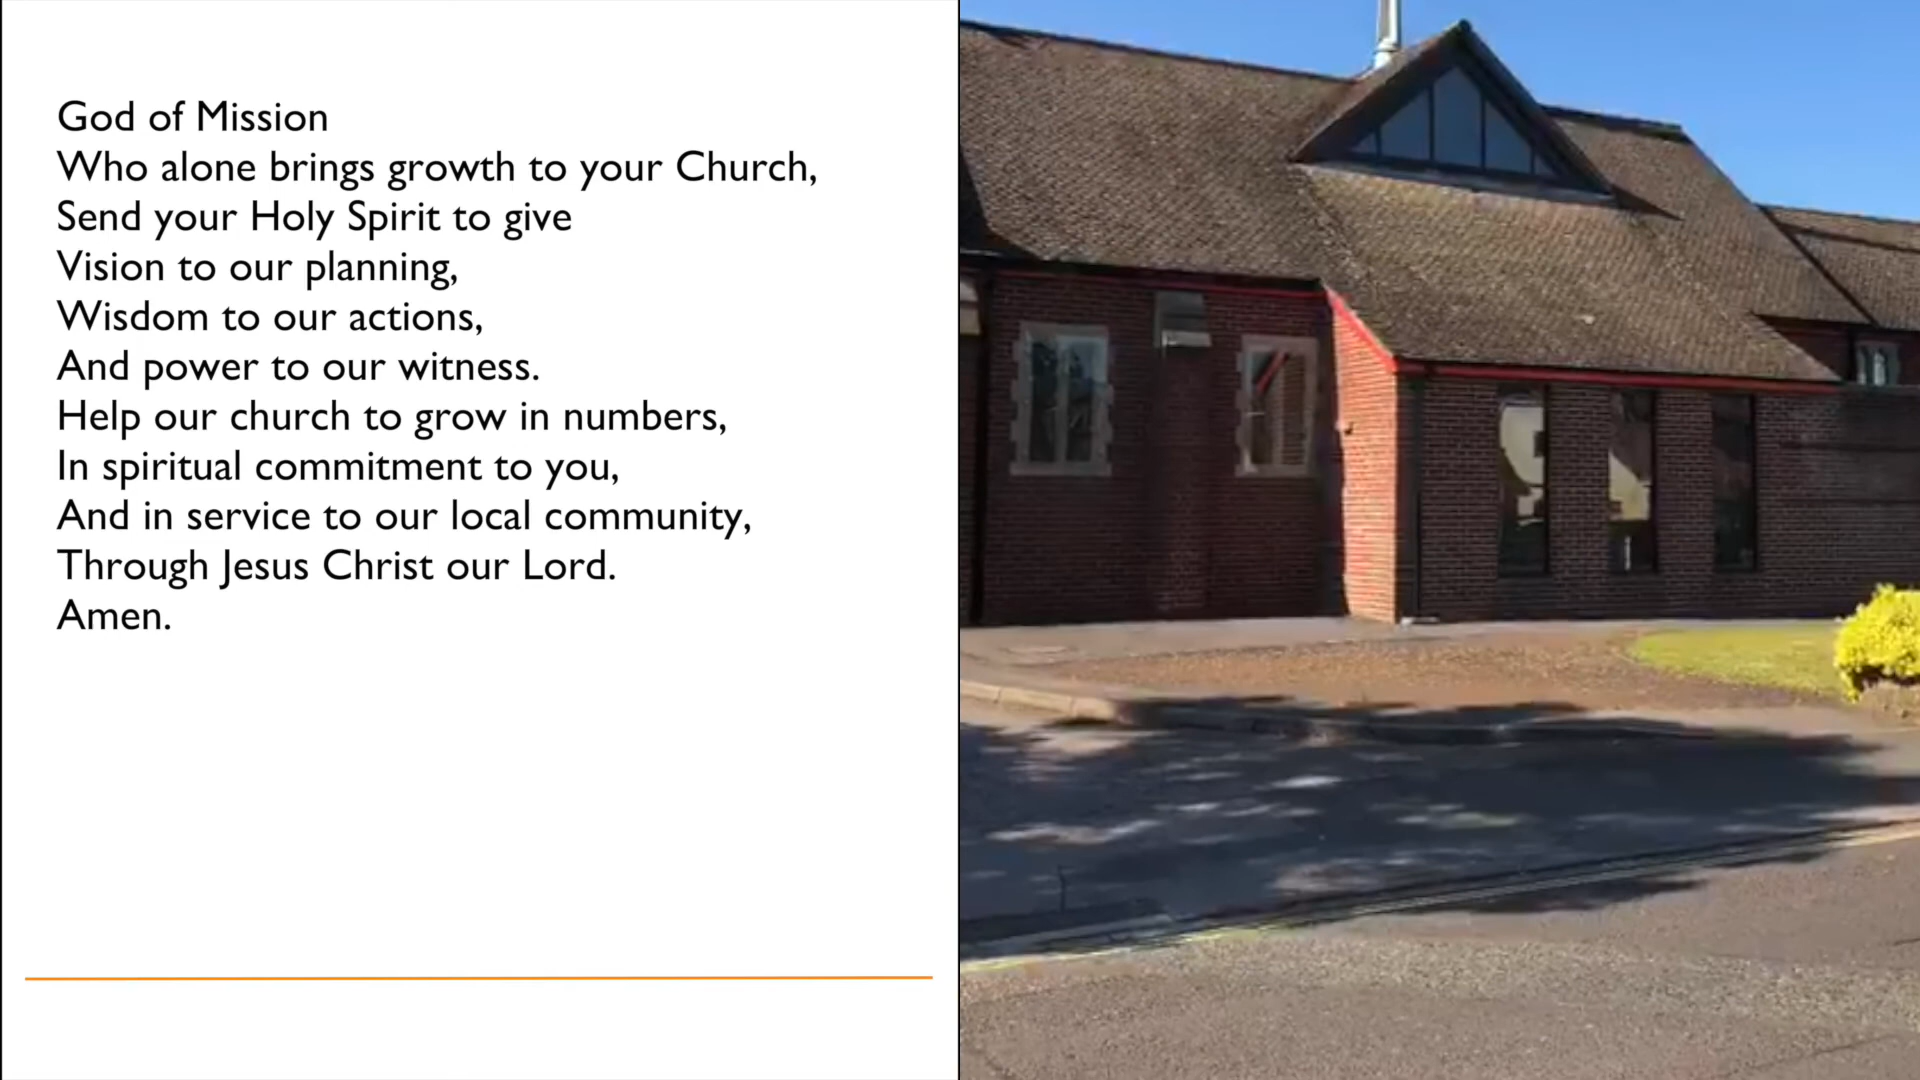 God of Mission
Who alone brings growth to your Church,
Send your Holy Spirit to give
Vision to our planning,
Wisdom to our actions,
And power to our witness.
Help our church to grow in numbers,
In spiritual commitment to you,
And in service to our local community,
Through Jesus Christ our Lord.
Amen.